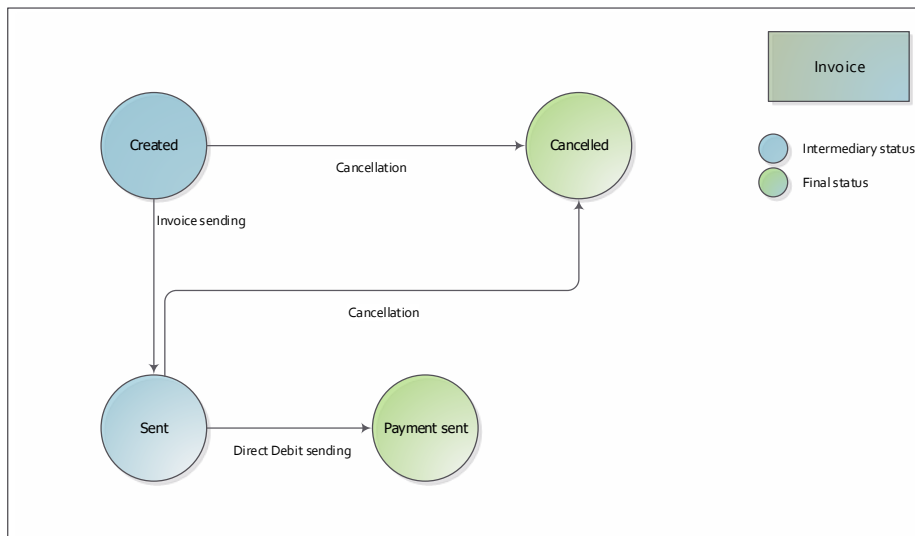 Invoice
Created
Cancelled
Intermediary status
Cancellation
Final status
Invoice sending
Cancellation
Sent
Payment sent
Direct Debit sending